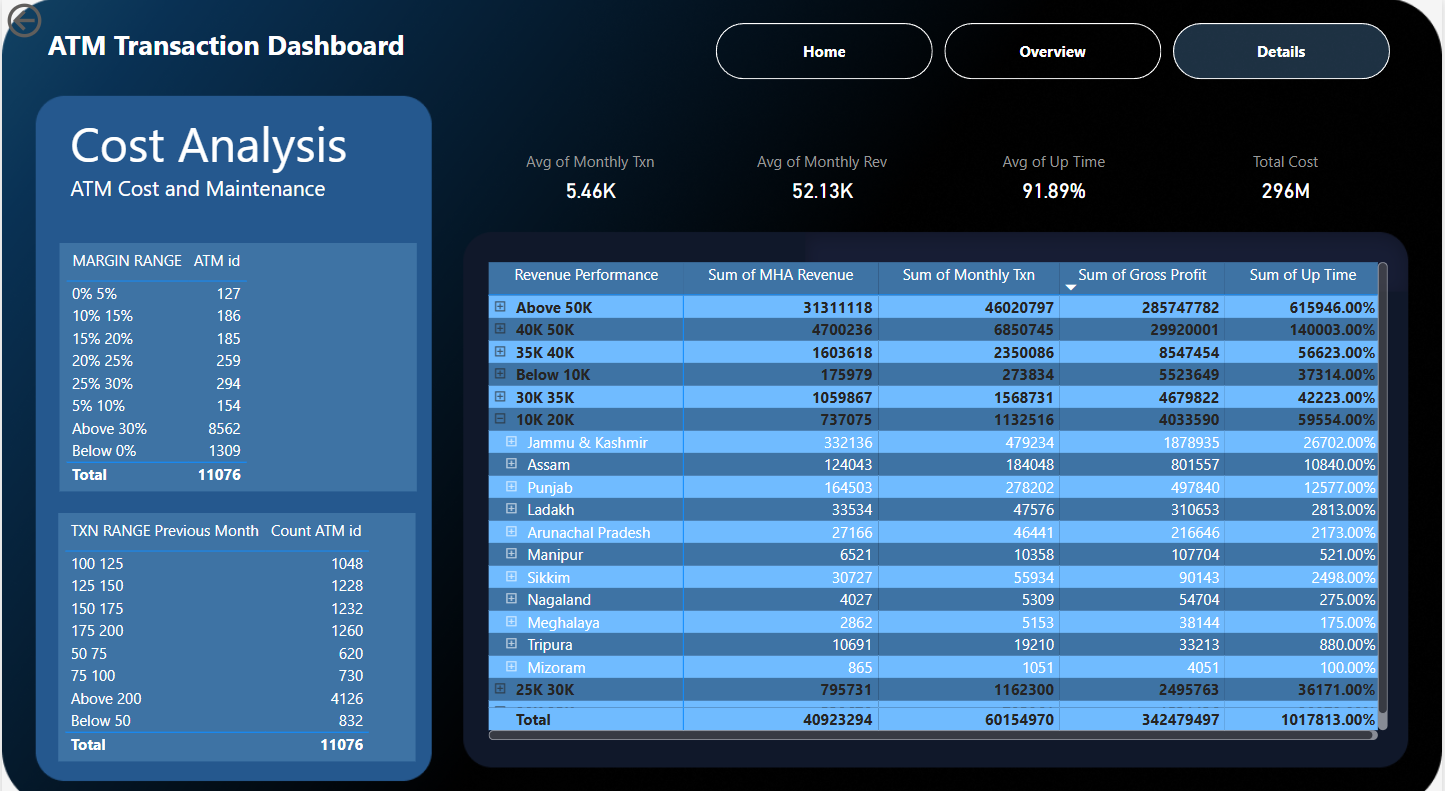 ATM Transaction Dashboard
Home
Overview
Details
Cost Analysis
ATM Cost and Maintenance
MARGIN RANGE ATM id
0% 5% 127
10% 15% 186
15% 20% 185
20% 25% 259
25% 30% 294
5% 10% 154
Above 30% 8562
Below 0% 1309
Total 11076
TXN RANGE Previous Month Count ATM id
100 125 1048
125 150 1228
150 175 1232
175 200 1260
50 75 620
75 100 730
Above 200 4126
Below 50 832
Total 11076
Avg of Monthly Txn
5.46K
Avg of Monthly Rev
52.13K
Avg of Up Time
91.89%
Total Cost
296M
Revenue Performance Sum of MHA Revenue Sum of Monthly Txn Sum of Gross Profit Sum of Up Time
Above 50K 31311118 46020797 285747782 615946.00%
40K 50K 4700236 6850745 29920001 140003.00%
35K 40K 1603618 2350086 8547454 56623.00%
Below 10K 175979 273834 5523649 37314.00%
30K 35K 1059867 1568731 4679822 42223.00%
10K 20K 737075 1132516 4033590 59554.00%
Jammu & Kashmir 332136 479234 1878935 26702.00%
Assam 124043 184048 801557 10840.00%
Punjab 164503 278202 497840 12577.00%
Ladakh 33534 47576 310653 2813.00%
Arunachal Pradesh 27166 46441 216646 2173.00%
Manipur 6521 10358 107704 521.00%
Sikkim 30727 55934 90143 2498.00%
Nagaland 4027 5309 54704 275.00%
Meghalaya 2862 5153 38144 175.00%
Tripura 10691 19210 33213 880.00%
Mizoram 865 1051 4051 100.00%
25K 30K 795731 1162300 2495763 36171.00%
Total 40923294 60154970 342479497 1017813.00%